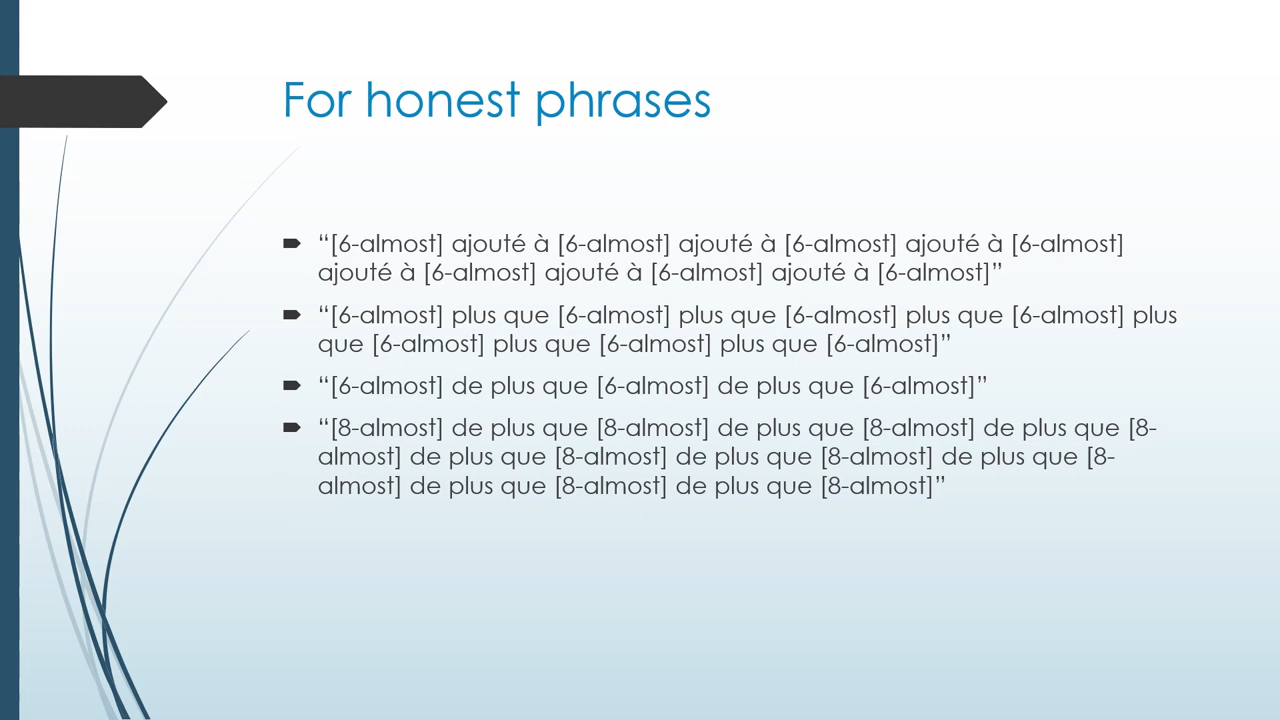 For honest phrases
“[6-almost] ajouté à [6-almost] ajouté à [6-almost] ajouté à [6-almost]
ajouté à [6-almost] ajouté à [6-almost] ajouté à [6-almost]”
“[6-almost] plus que [6-almost] plus que [6-almost] plus que [6-almost] plus
que [6-almost] plus que [6-almost] plus que [6-almost]”
“[6-almost] de plus que [6-almost] de plus que [6-almost]”
“[8-almost] de plus que [8-almost] de plus que [8-almost] de plus que [8-
almost] de plus que [8-almost] de plus que [8-almost] de plus que [8-
almost] de plus que [8-almost] de plus que [8-almost]”